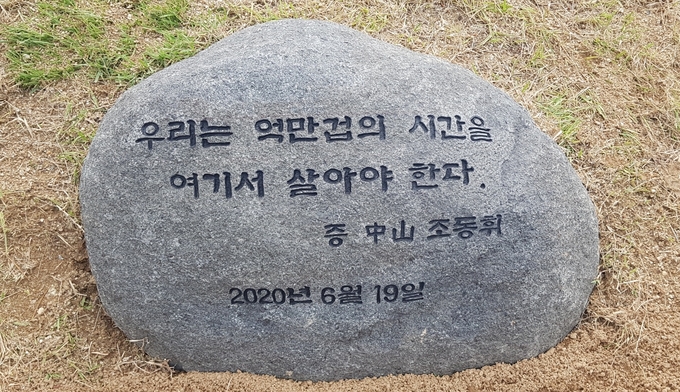 우리는 억만겁의 시간을
여기서 살아야 한다.
증 中山 조동휘
2020년 6월 19일